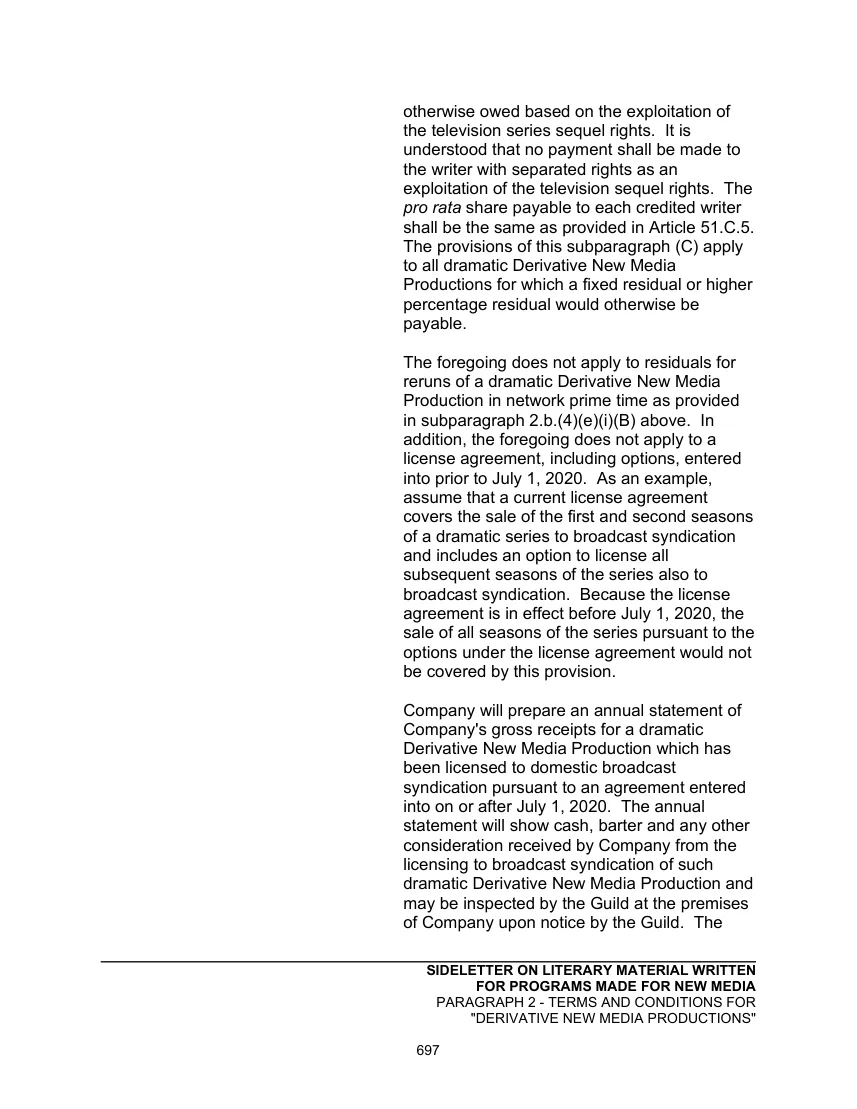 otherwise owed based on the exploitation of
the television series sequel rights.  It is
understood that no payment shall be made to
the writer with separated rights as an
exploitation of the television sequel rights.  The
pro rata share payable to each credited writer
shall be the same as provided in Article 51.C.5.
The provisions of this subparagraph (C) apply
to all dramatic Derivative New Media
Productions for which a fixed residual or higher
percentage residual would otherwise be
payable.

The foregoing does not apply to residuals for
reruns of a dramatic Derivative New Media
Production in network prime time as provided
in subparagraph 2.b.(4)(e)(i)(B) above.  In
addition, the foregoing does not apply to a
license agreement, including options, entered
into prior to July 1, 2020.  As an example,
assume that a current license agreement
covers the sale of the first and second seasons
of a dramatic series to broadcast syndication
and includes an option to license all
subsequent seasons of the series also to
broadcast syndication.  Because the license
agreement is in effect before July 1, 2020, the
sale of all seasons of the series pursuant to the
options under the license agreement would not
be covered by this provision.

Company will prepare an annual statement of
Company's gross receipts for a dramatic
Derivative New Media Production which has
been licensed to domestic broadcast
syndication pursuant to an agreement entered
into on or after July 1, 2020.  The annual
statement will show cash, barter and any other
consideration received by Company from the
licensing to broadcast syndication of such
dramatic Derivative New Media Production and
may be inspected by the Guild at the premises
of Company upon notice by the Guild.  The

SIDELETTER ON LITERARY MATERIAL WRITTEN
FOR PROGRAMS MADE FOR NEW MEDIA
PARAGRAPH 2 - TERMS AND CONDITIONS FOR
"DERIVATIVE NEW MEDIA PRODUCTIONS"
697